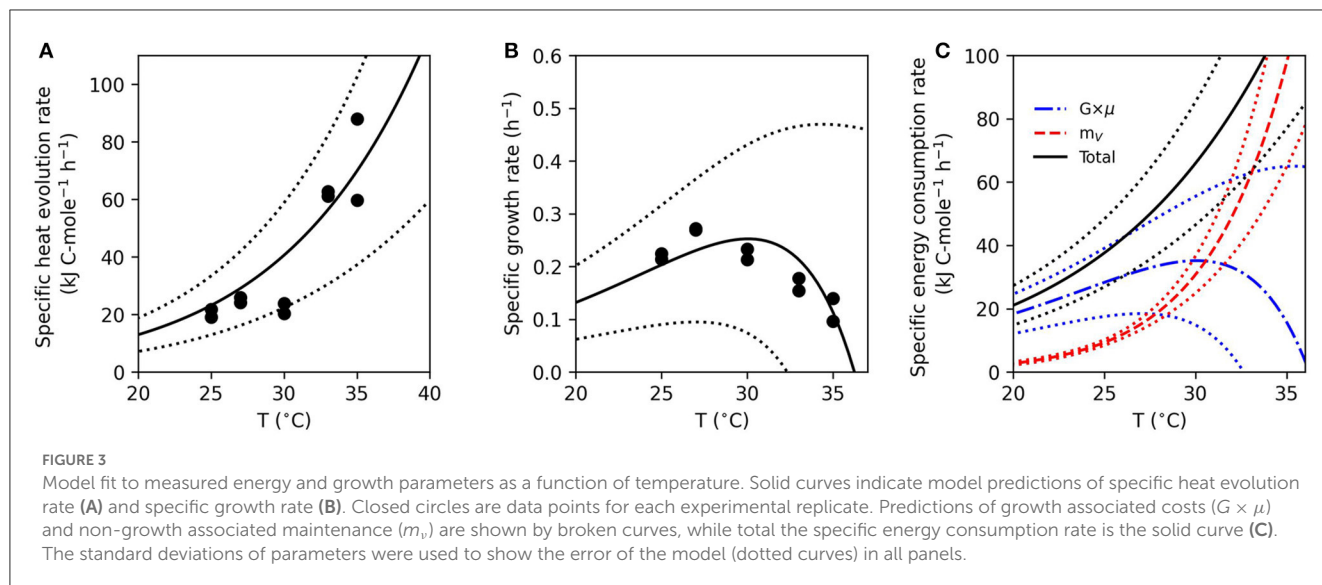 A
Specific heat evolution rate
(kJ C-mole⁻¹ h⁻¹)
100
80
60
40
20
0
20
25
30
35
40
T (°C)
B
Specific growth rate (h⁻¹)
0.6
0.5
0.4
0.3
0.2
0.1
0.0
20
25
30
35
T (°C)
C
Specific energy consumption rate
(kJ C-mole⁻¹ h⁻¹)
100
80
60
40
20
0
G×μ
mV
Total
20
25
30
35
T (°C)
FIGURE 3
Model fit to measured energy and growth parameters as a function of temperature. Solid curves indicate model predictions of specific heat evolution
rate (A) and specific growth rate (B). Closed circles are data points for each experimental replicate. Predictions of growth associated costs (G × μ)
and non-growth associated maintenance (mν) are shown by broken curves, while total the specific energy consumption rate is the solid curve (C).
The standard deviations of parameters were used to show the error of the model (dotted curves) in all panels.